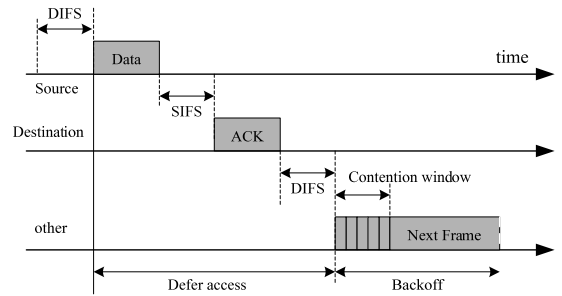 DIFS
Data
time
Source
SIFS
Destination
ACK
DIFS
Contention window
other
Next Frame
Defer access
Backoff